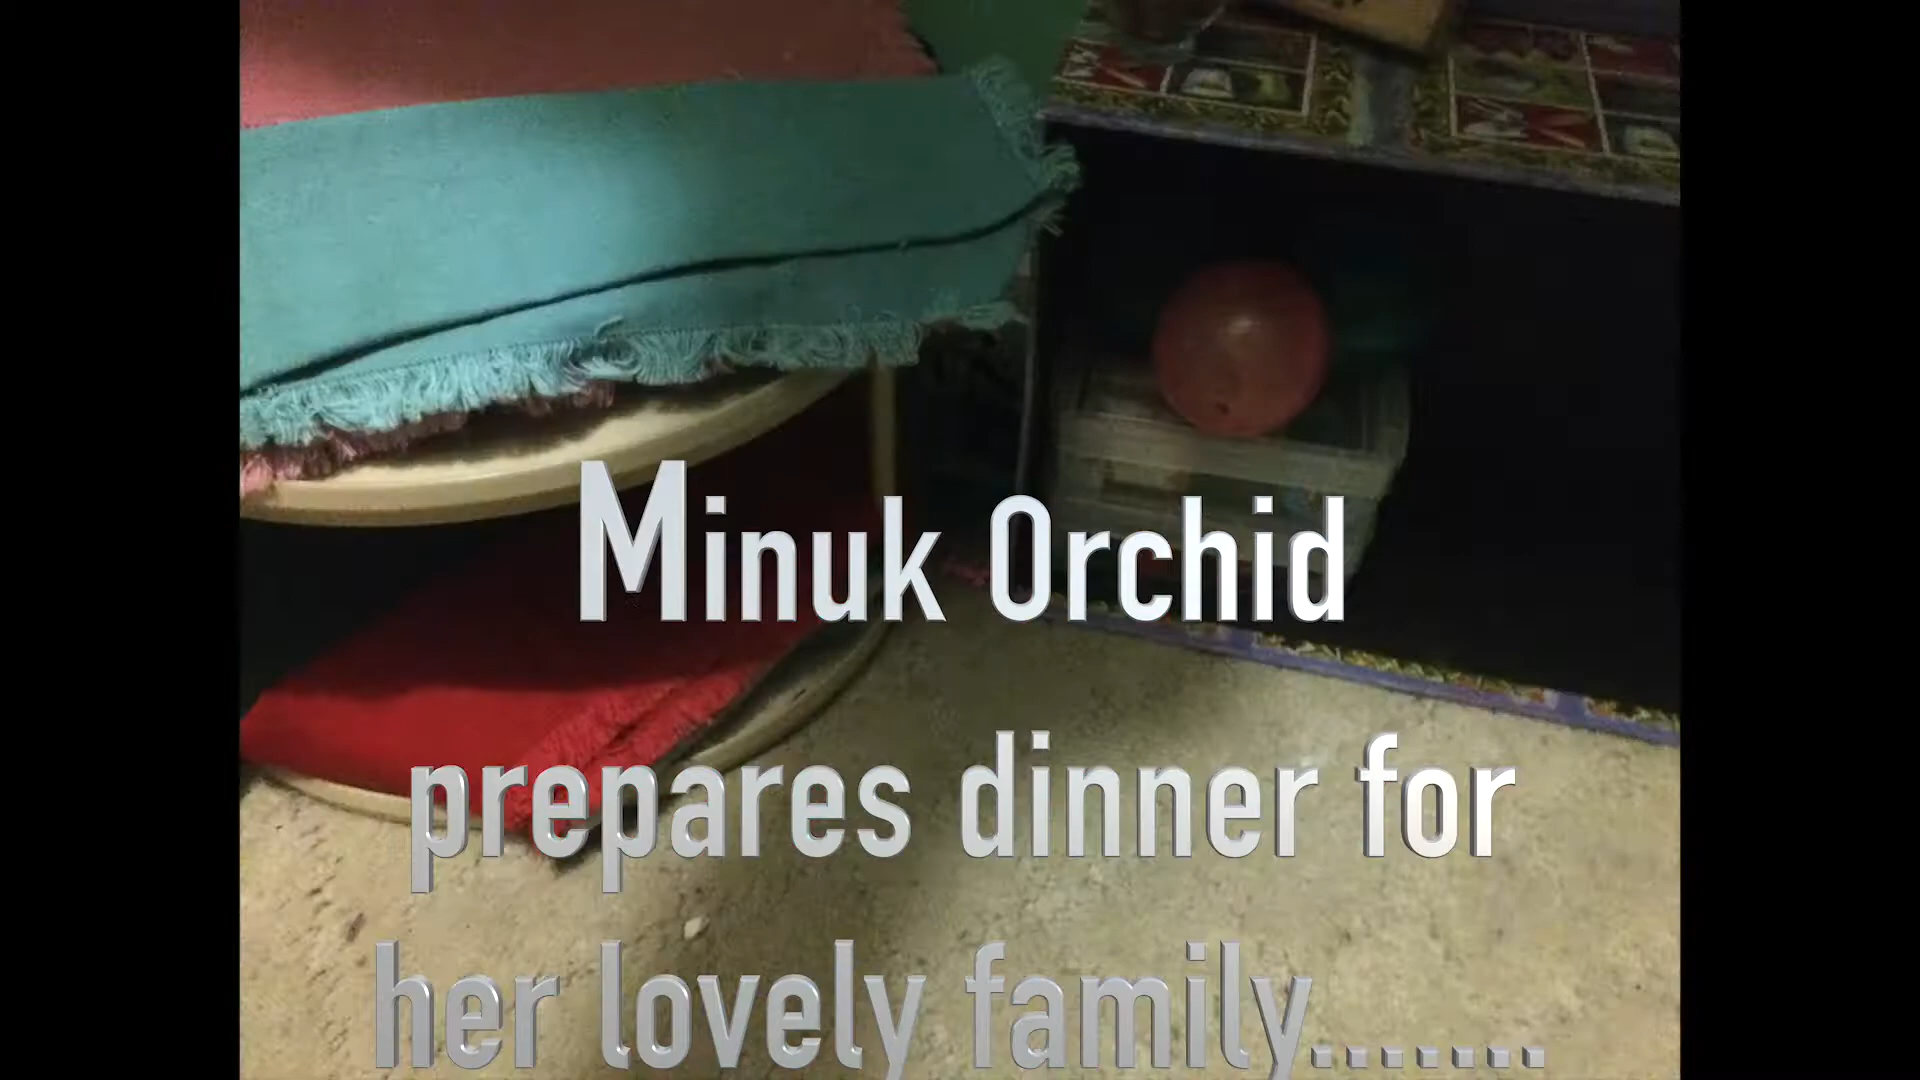 Minuk Orchid
prepares dinner for
her lovely family.......